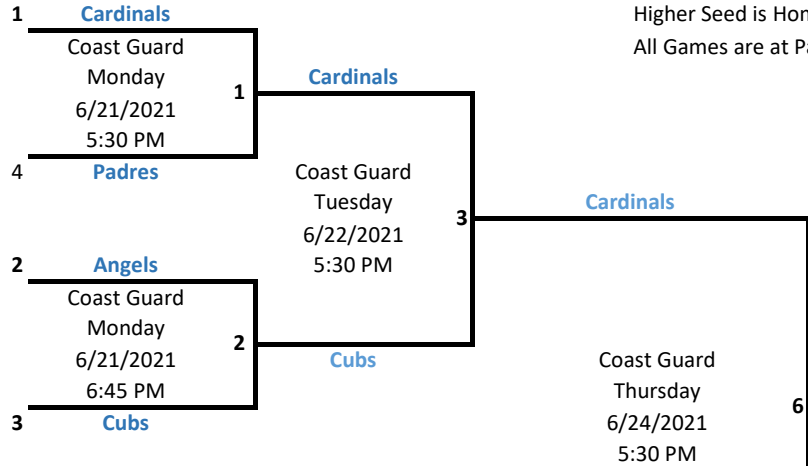 1 Cardinals
Higher Seed is
Coast Guard
All Games are at
Monday
Cardinals
1
6/21/2021
5:30 PM
4 Padres
Coast Guard
Tuesday
Cardinals
3
6/22/2021
2 Angels
5:30 PM
Coast Guard
Monday
2
6/21/2021
Cubs
Coast Guard
6:45 PM
Thursday
6
3 Cubs
6/24/2021
5:30 PM